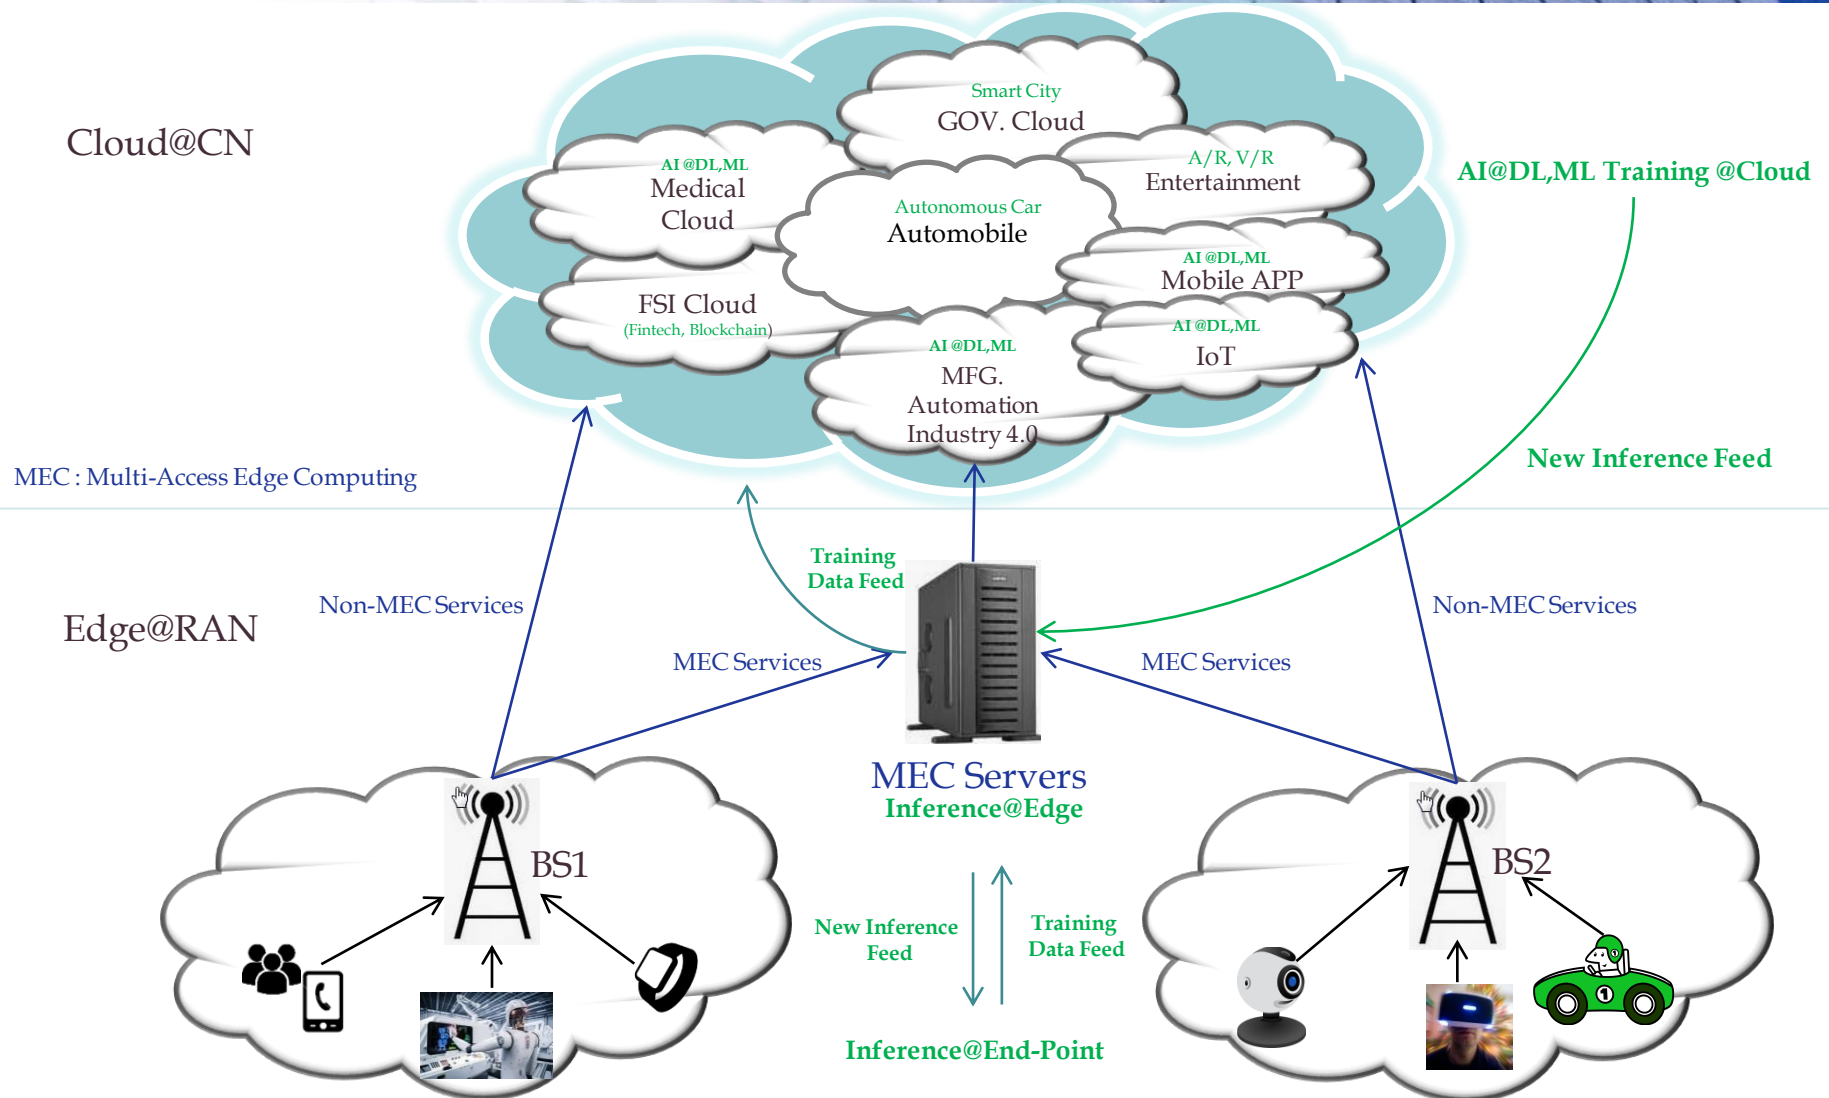 Cloud@CN
Smart City
GOV. Cloud
AI @DL,ML
Medical
Cloud
A/R, V/R
Entertainment
AI@DL,ML Training @Cloud
Autonomous Car
Automobile
AI @DL,ML
Mobile APP
FSI Cloud
(Fintech, Blockchain)
AI @DL,ML
IoT
AI @DL,ML
MFG.
Automation
Industry 4.0
New Inference Feed
MEC : Multi-Access Edge Computing
Training
Data Feed
Edge@RAN
Non-MEC Services
Non-MEC Services
MEC Services
MEC Services
MEC Servers
Inference@Edge
BS1
BS2
New Inference
Feed
Training
Data Feed
Inference@End-Point
1
1